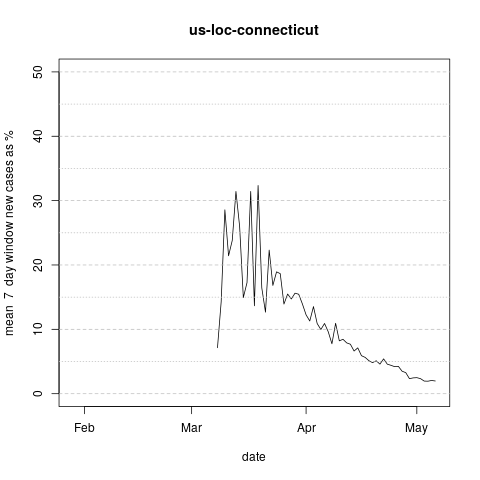 us-loc-connecticut
mean  7  day window new cases as %
50
40
30
20
10
0
Feb
Mar
Apr
May
date